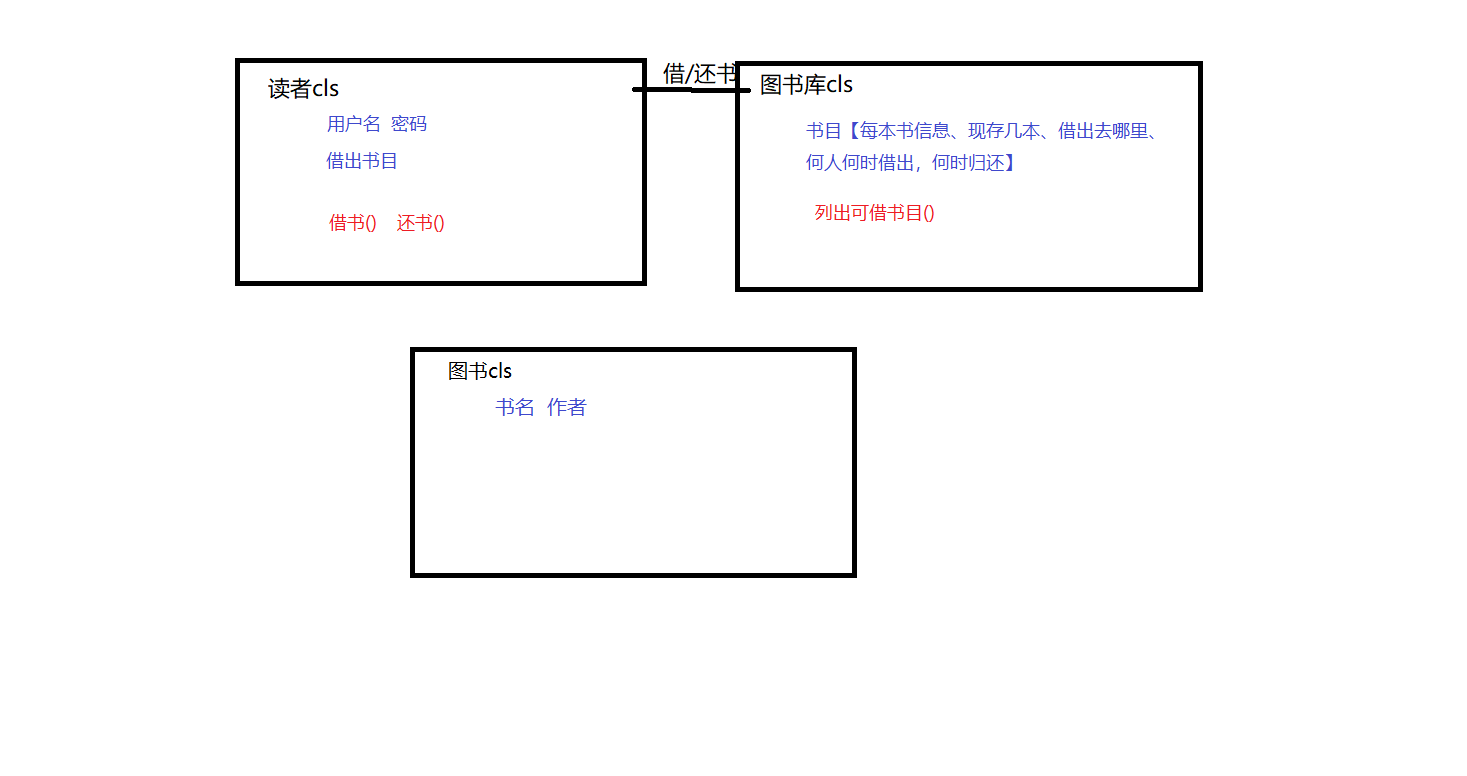 读者cls
用户名 密码
借出书目
借书() 还书()
借/还书
图书库cls
书目【每本书信息、现存几本、借出去哪里、
何人何时借出，何时归还】
列出可借书目()
图书cls
书名 作者